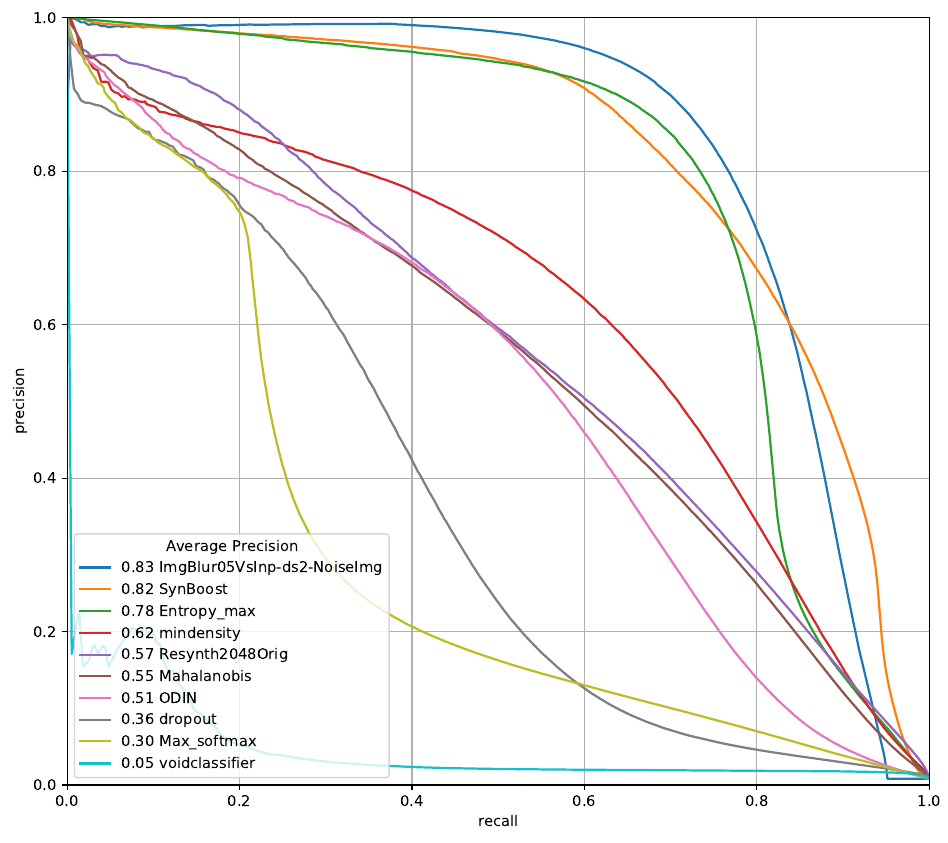 1.0
0.8
0.6
0.4
0.2
0.0
precision
Average Precision
0.83 ImgBlur05VsInp-ds2-NoiseImg
0.82 SynBoost
0.78 Entropy_max
0.62 mindensity
0.57 Resynth2048Orig
0.55 Mahalanobis
0.51 ODIN
0.36 dropout
0.30 Max_softmax
0.05 voidclassifier
0.0 0.2 0.4 0.6 0.8 1.0
recall